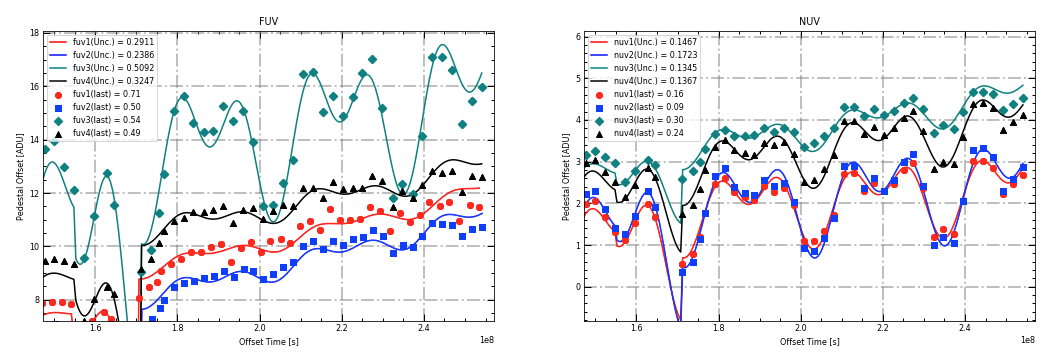 FUV
fuv1(Unc.) = 0.2911
fuv2(Unc.) = 0.2386
fuv3(Unc.) = 0.5092
fuv4(Unc.) = 0.3247
fuv1(last) = 0.71
fuv2(last) = 0.50
fuv3(last) = 0.54
fuv4(last) = 0.49
Pedestal Offset [ADU]
18
16
14
12
10
8
1.6
1.8
2.0
2.2
2.4
Offset Time [s]
1e8
NUV
nuv1(Unc.) = 0.1467
nuv2(Unc.) = 0.1723
nuv3(Unc.) = 0.1345
nuv4(Unc.) = 0.1367
nuv1(last) = 0.16
nuv2(last) = 0.09
nuv3(last) = 0.30
nuv4(last) = 0.24
Pedestal Offset [ADU]
6
5
4
3
2
1
0
1.6
1.8
2.0
2.2
2.4
Offset Time [s]
1e8